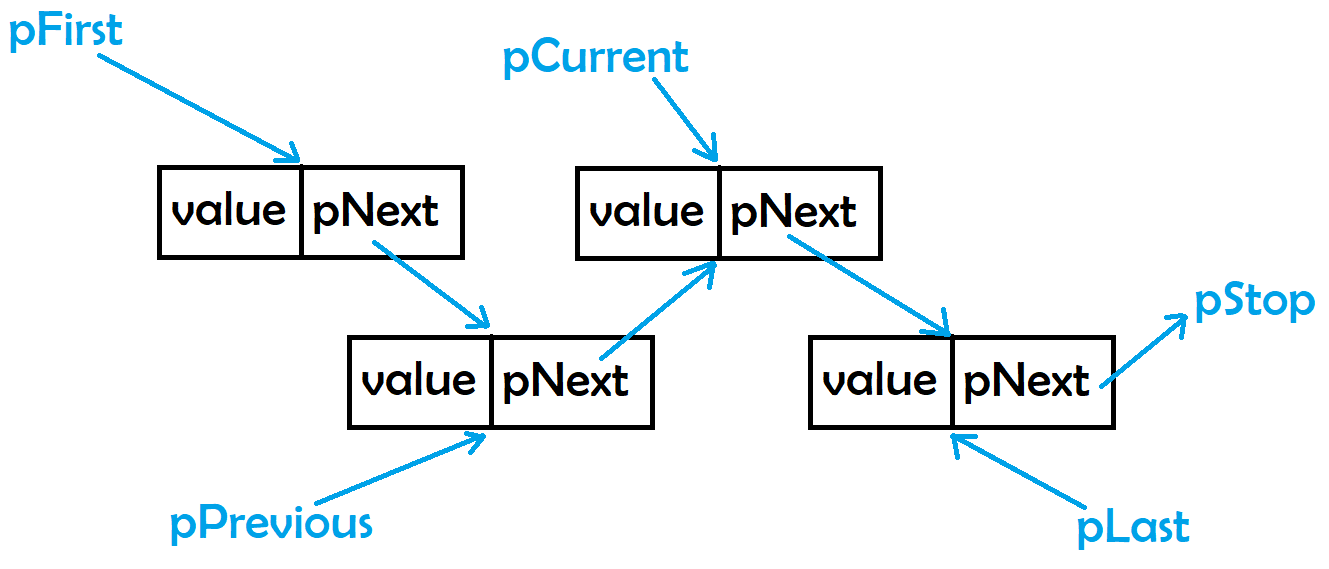 pFirst
pCurrent
value pNext
value pNext
pStop
value pNext
value pNext
pPrevious
pLast